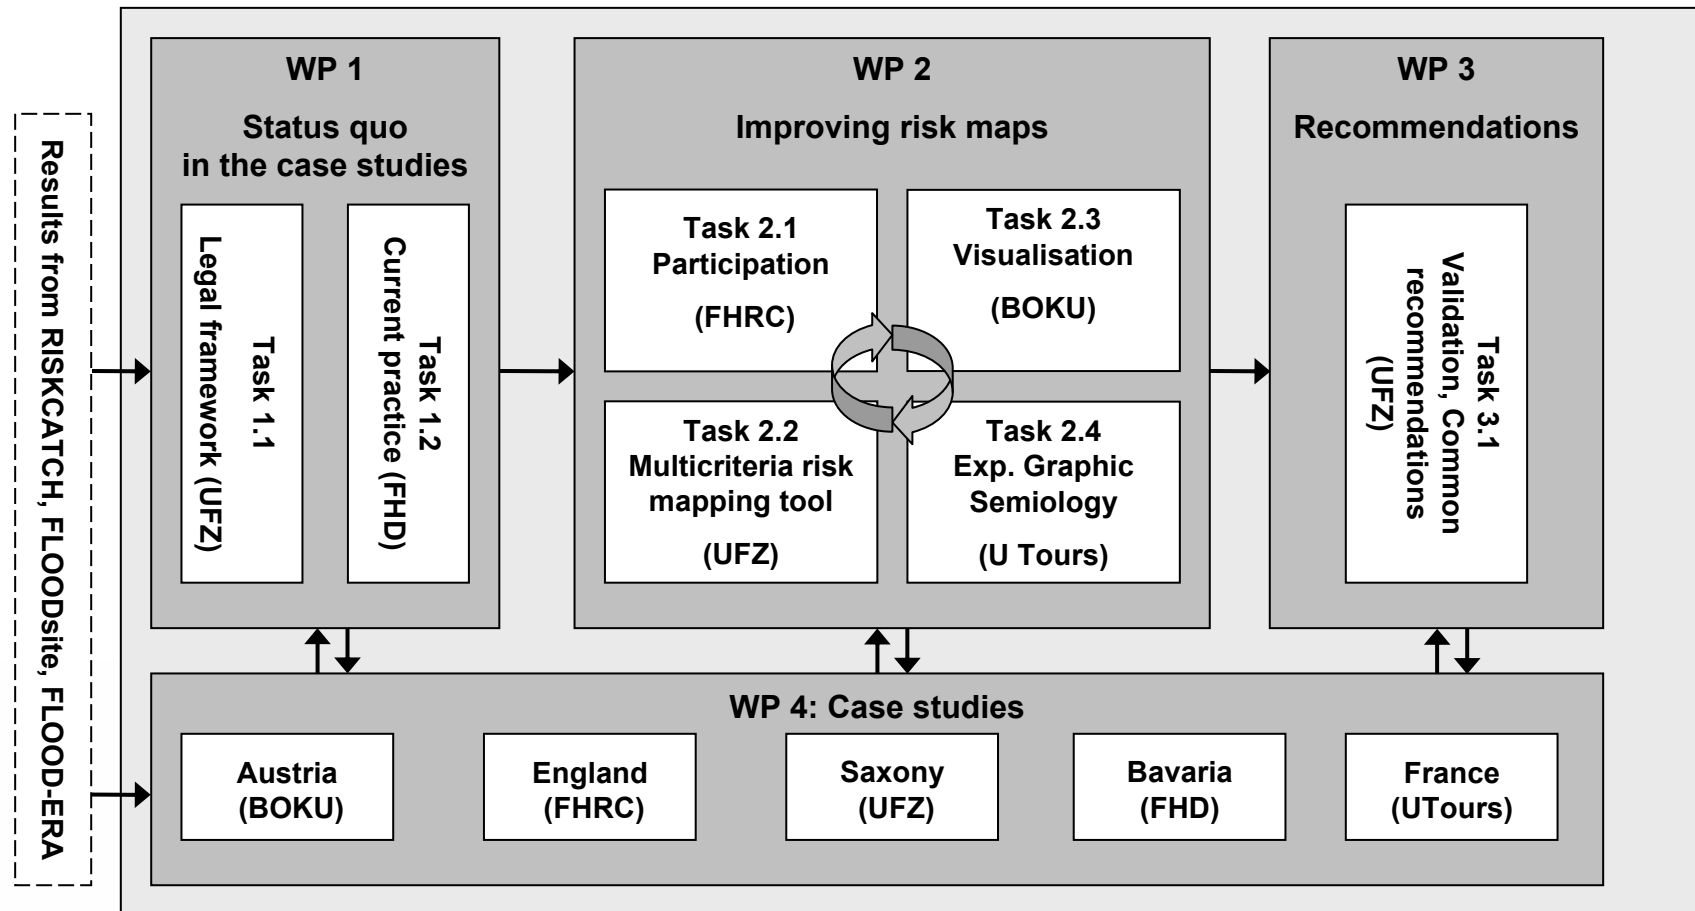 Results from RISKCATCH, FLOODsite, FLOOD-ERA
WP 1
Status quo
in the case studies
Task 1.1
Legal framework (UFZ)
Task 1.2
Current practice (FHD)
WP 2
Improving risk maps
Task 2.1
Participation
(FHRC)
Task 2.3
Visualisation
(BOKU)
Task 2.2
Multicriteria risk
mapping tool
(UFZ)
Task 2.4
Exp. Graphic
Semiology
(U Tours)
WP 3
Recommendations
Task 3.1
Validation, Common
recommendations
(UFZ)
WP 4: Case studies
Austria
(BOKU)
England
(FHRC)
Saxony
(UFZ)
Bavaria
(FHD)
France
(UTours)